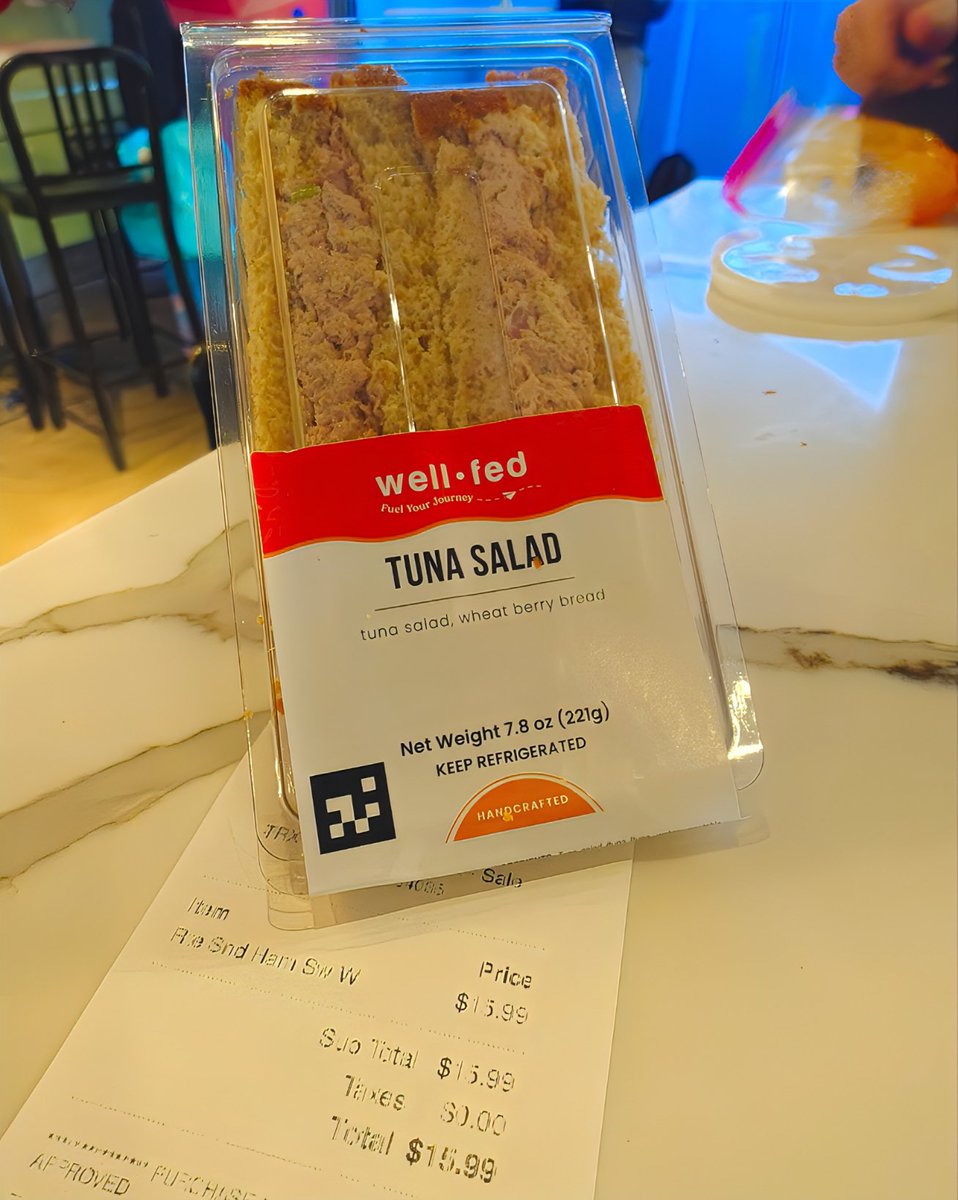 well·fed
Fuel Your Journey
TUNA SALAD
tuna salad, wheat berry bread
Net Weight 7.8 oz (221g)
KEEP REFRIGERATED
HANDCRAFTED
Sale
Item
Price
Rte Snd Ham Sw W
$15.99
Sub Total $15.99
Taxes $0.00
Total $15.99
PURCHASE
APPROVED